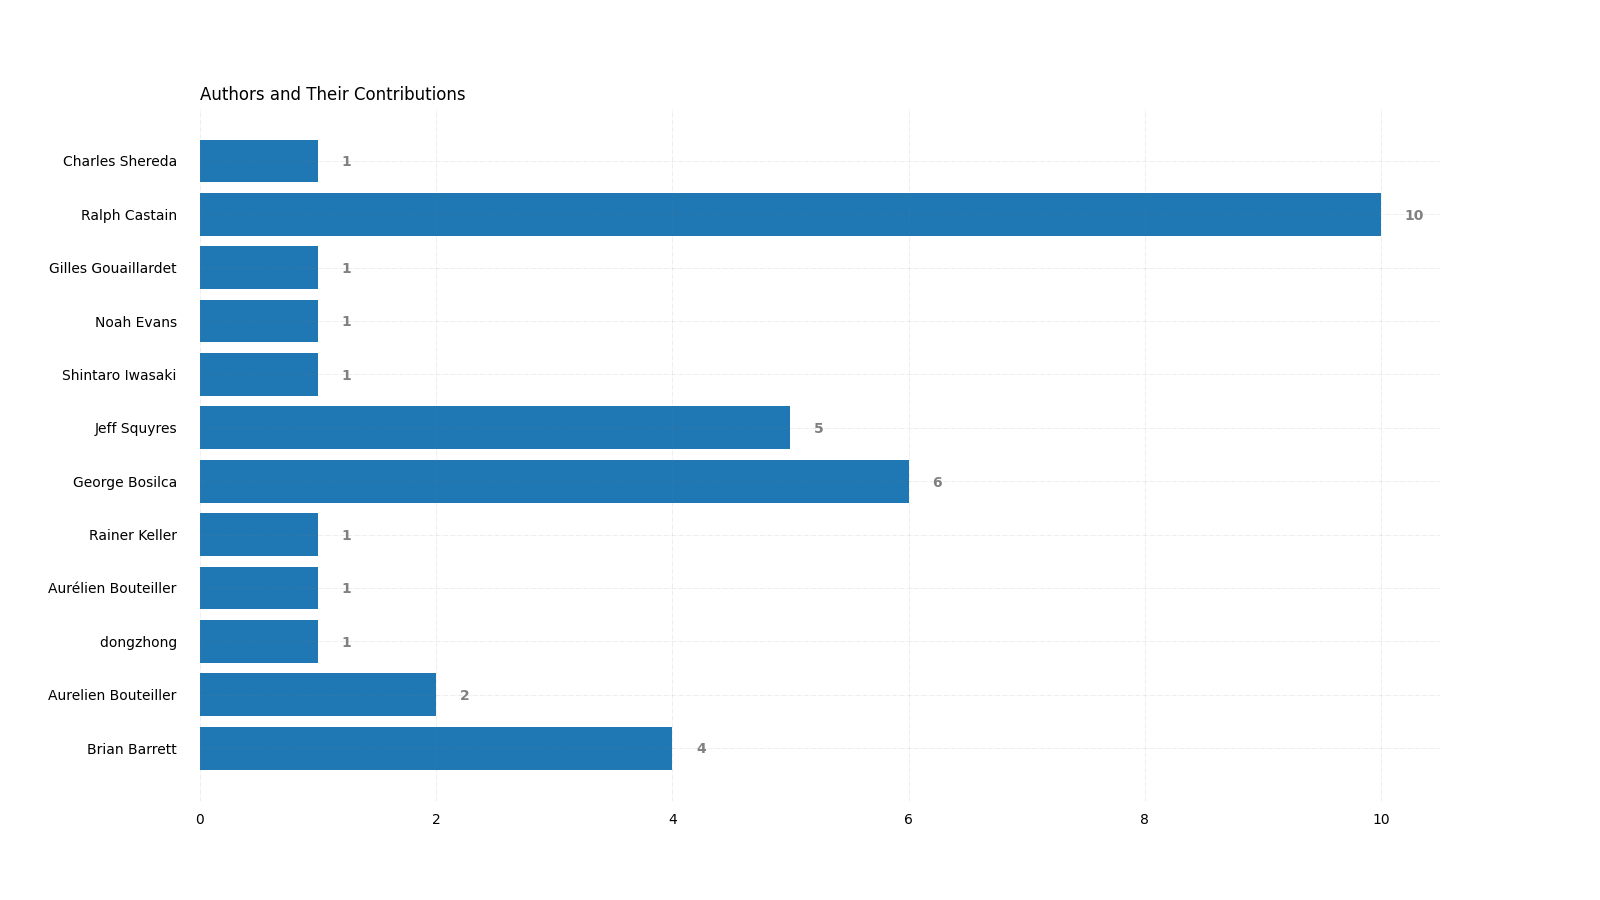 Authors and Their Contributions
Charles Shereda 1
Ralph Castain 10
Gilles Gouaillardet 1
Noah Evans 1
Shintaro Iwasaki 1
Jeff Squyres 5
George Bosilca 6
Rainer Keller 1
Aurélien Bouteiller 1
dongzhong 1
Aurelien Bouteiller 2
Brian Barrett 4
0 2 4 6 8 10